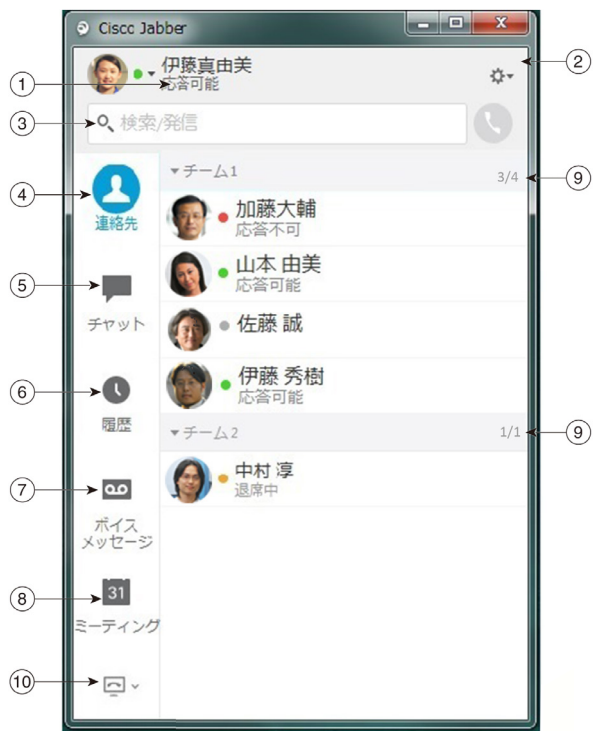 Cisco Jabber
伊藤真由美
応答可能
検索/発信
チーム1 3/4
加藤大輔
応答不可
山本 由美
応答可能
佐藤 誠
伊藤 秀樹
応答可能
チーム2 1/1
中村 淳
退席中
連絡先
チャット
履歴
ボイス
メッセージ
31
ミーティング
1
2
3
4
5
6
7
8
9
9
10